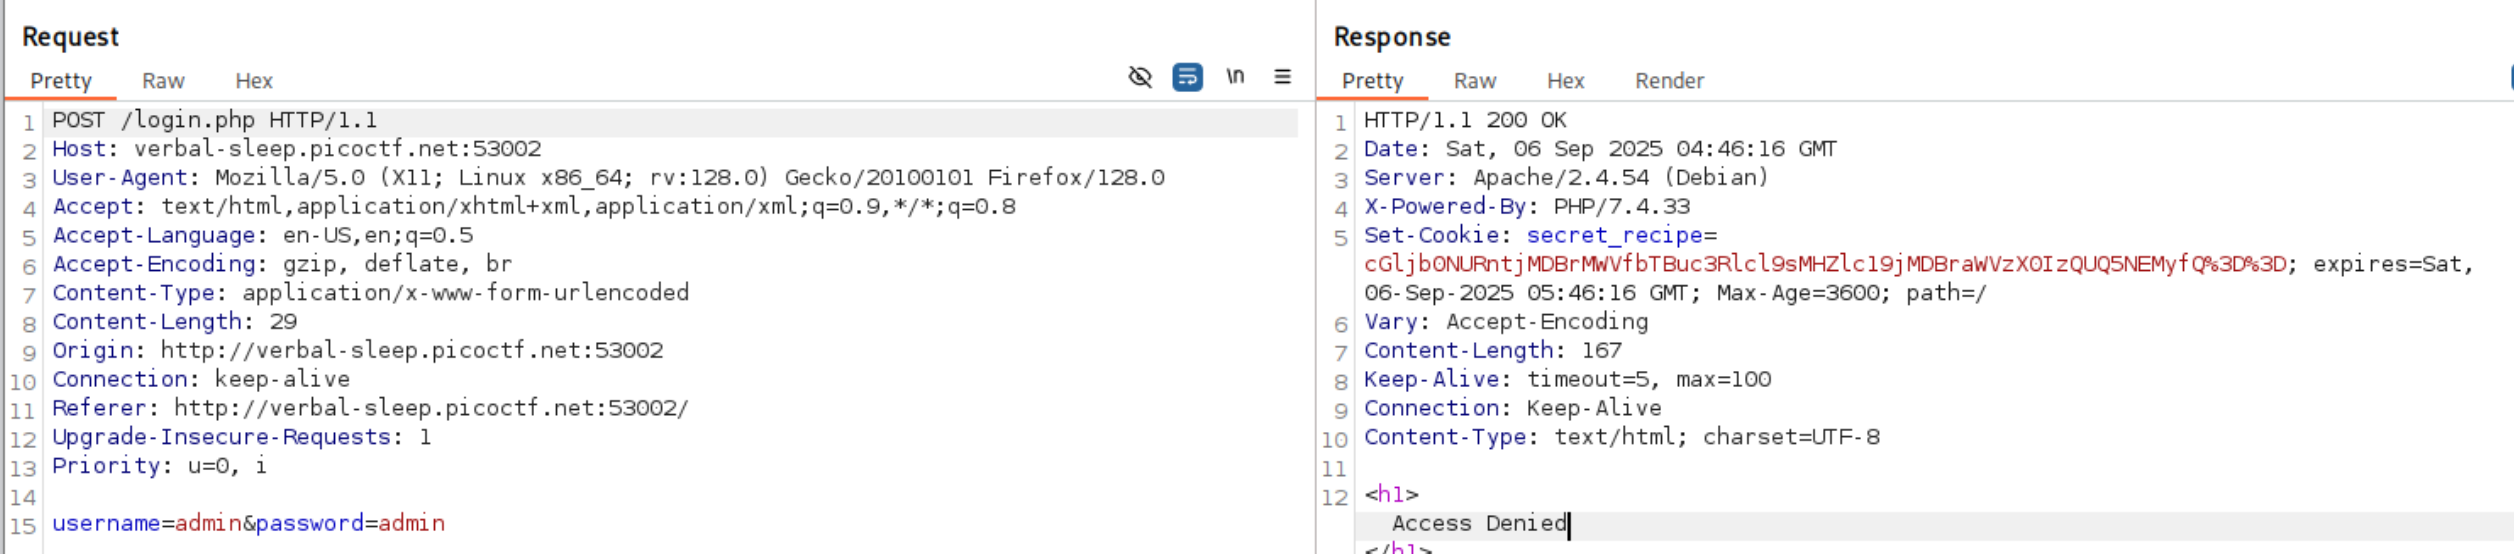 Request
Pretty Raw Hex
\n
1 POST /login.php HTTP/1.1
2 Host: verbal-sleep.picoctf.net:53002
3 User-Agent: Mozilla/5.0 (X11; Linux x86_64; rv:128.0) Gecko/20100101 Firefox/128.0
4 Accept: text/html,application/xhtml+xml,application/xml;q=0.9,*/*;q=0.8
5 Accept-Language: en-US,en;q=0.5
6 Accept-Encoding: gzip, deflate, br
7 Content-Type: application/x-www-form-urlencoded
8 Content-Length: 29
9 Origin: http://verbal-sleep.picoctf.net:53002
10 Connection: keep-alive
11 Referer: http://verbal-sleep.picoctf.net:53002/
12 Upgrade-Insecure-Requests: 1
13 Priority: u=0, i
14
15 username=admin&password=admin
Response
Pretty Raw Hex Render
1 HTTP/1.1 200 OK
2 Date: Sat, 06 Sep 2025 04:46:16 GMT
3 Server: Apache/2.4.54 (Debian)
4 X-Powered-By: PHP/7.4.33
5 Set-Cookie: secret_recipe=
cGljb0NURntjMDBrMWVfbTBuc3Rlcl9sMHZlc19jMDBraWVzX0IzQUQ5NEMyfQ%3D%3D; expires=Sat,
06-Sep-2025 05:46:16 GMT; Max-Age=3600; path=/
6 Vary: Accept-Encoding
7 Content-Length: 167
8 Keep-Alive: timeout=5, max=100
9 Connection: Keep-Alive
10 Content-Type: text/html; charset=UTF-8
11
12 <h1>
Access Denied
</h1>